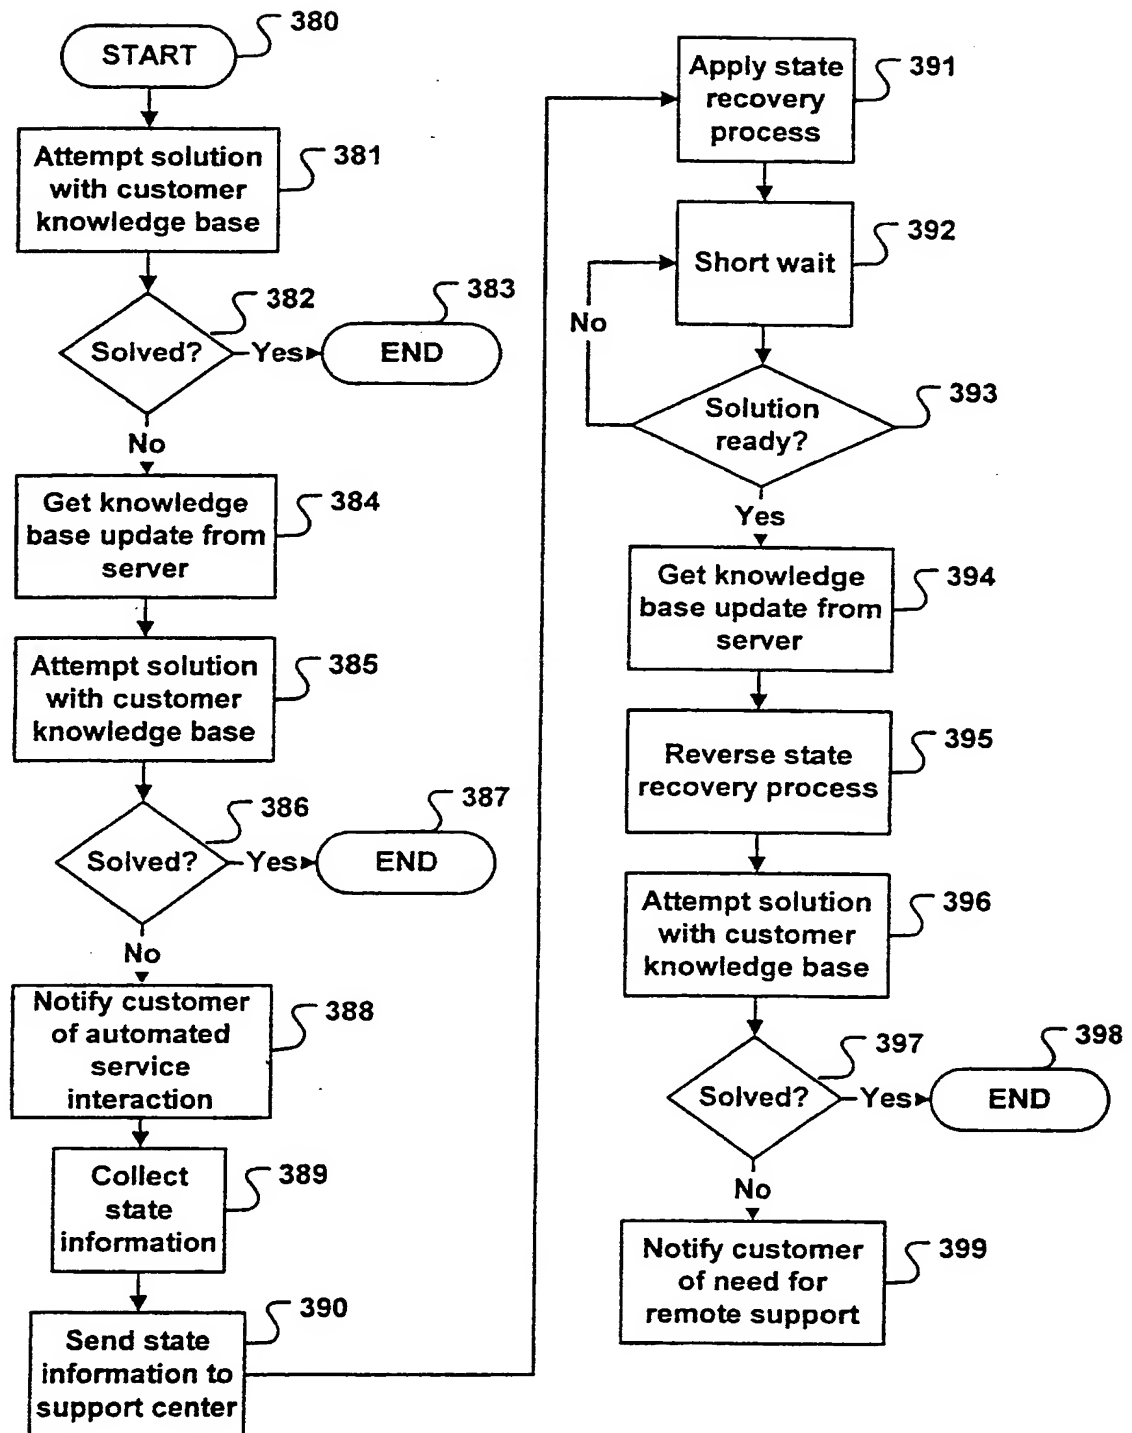 START
380
Attempt solution
with customer
knowledge base
381
Solved?
382
Yes
END
383
No
Get knowledge
base update from
server
384
Attempt solution
with customer
knowledge base
385
Solved?
386
Yes
END
387
No
Notify customer
of automated
service
interaction
388
Collect
state
information
389
Send state
information to
support center
390
Apply state
recovery
process
391
Short wait
392
No
Solution
ready?
393
Yes
Get knowledge
base update from
server
394
Reverse state
recovery process
395
Attempt solution
with customer
knowledge base
396
Solved?
397
Yes
END
398
No
Notify customer
of need for
remote support
399